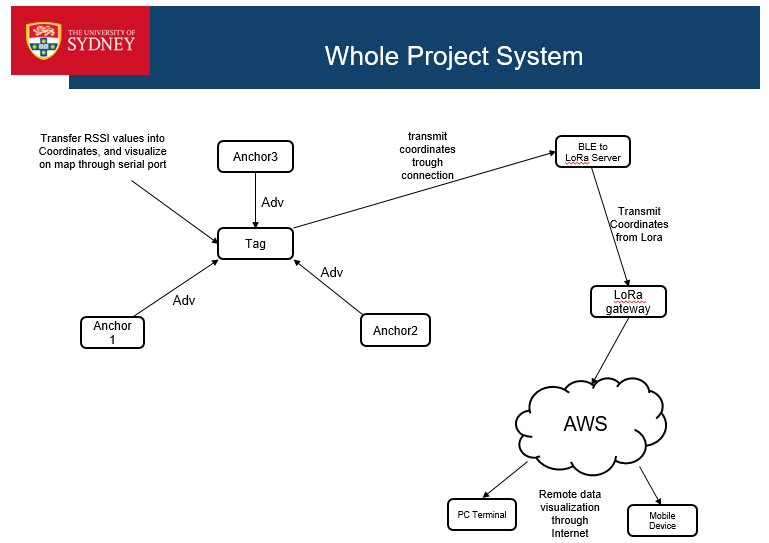 THE UNIVERSITY OF
SYDNEY
Whole Project System
Transfer RSSI values into
Coordinates, and visualize
on map through serial port
Anchor3
Adv
Tag
Adv
Anchor
1
Adv
Anchor2
transmit
coordinates
trough
connection
BLE to
LoRa Server
Transmit
Coordinates
from Lora
LoRa
gateway
AWS
PC Terminal
Remote data
visualization
through
Internet
Mobile
Device